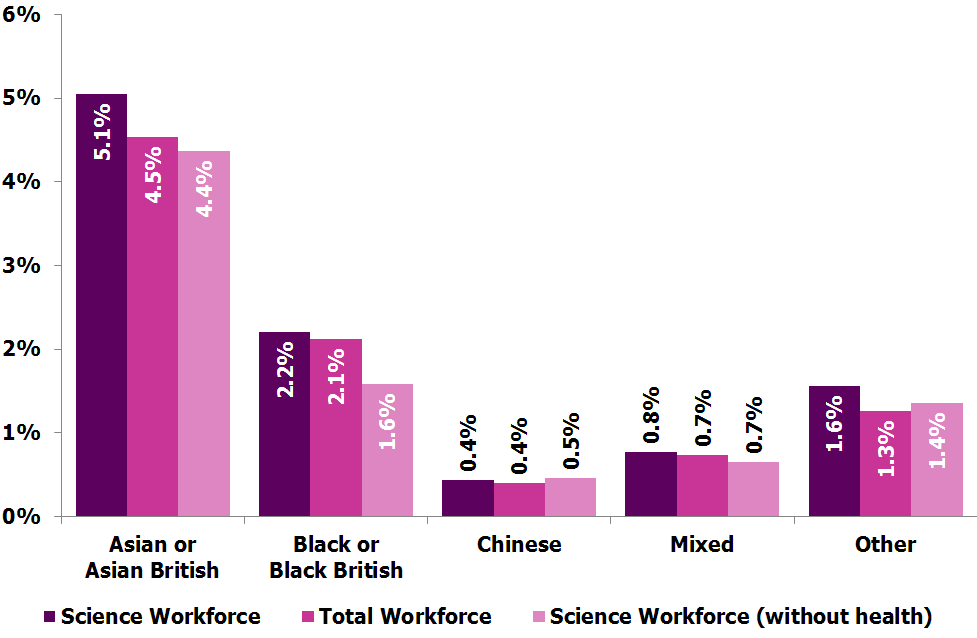 6%
5%
4%
3%
2%
1%
0%
5.1%
4.5%
4.4%
2.2%
2.1%
1.6%
0.4%
0.4%
0.5%
0.8%
0.7%
0.7%
1.6%
1.3%
1.4%
Asian or
Asian British
Black or
Black British
Chinese
Mixed
Other
Science Workforce
Total Workforce
Science Workforce (without health)